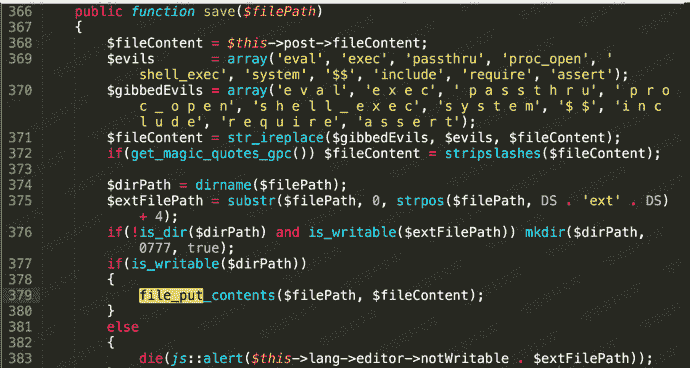 366 public function save($filePath)
367 {
368 $fileContent = $this->post->fileContent;
369 $evils = array('eval', 'exec', 'passthru', 'proc_open', '
shell_exec', 'system', '$$', 'include', 'require', 'assert');
370 $gibbedEvils = array('e v a l', 'e x e c', ' p a s s t h r u', ' p r o
c _ o p e n', 's h e l l _ e x e c', 's y s t e m', '$ $', 'i n c
l u d e', 'r e q u i r e', 'a s s e r t');
371 $fileContent = str_ireplace($gibbedEvils, $evils, $fileContent);
372 if(get_magic_quotes_gpc()) $fileContent = stripslashes($fileContent);
373
374 $dirPath = dirname($filePath);
375 $extFilePath = substr($filePath, 0, strpos($filePath, DS . 'ext' . DS)
+ 4);
376 if(!is_dir($dirPath) and is_writable($extFilePath)) mkdir($dirPath,
0777, true);
377 if(is_writable($dirPath))
378 {
379 file_put_contents($filePath, $fileContent);
380 }
381 else
382 {
383 die(js::alert($this->lang->editor->notWritable . $extFilePath));